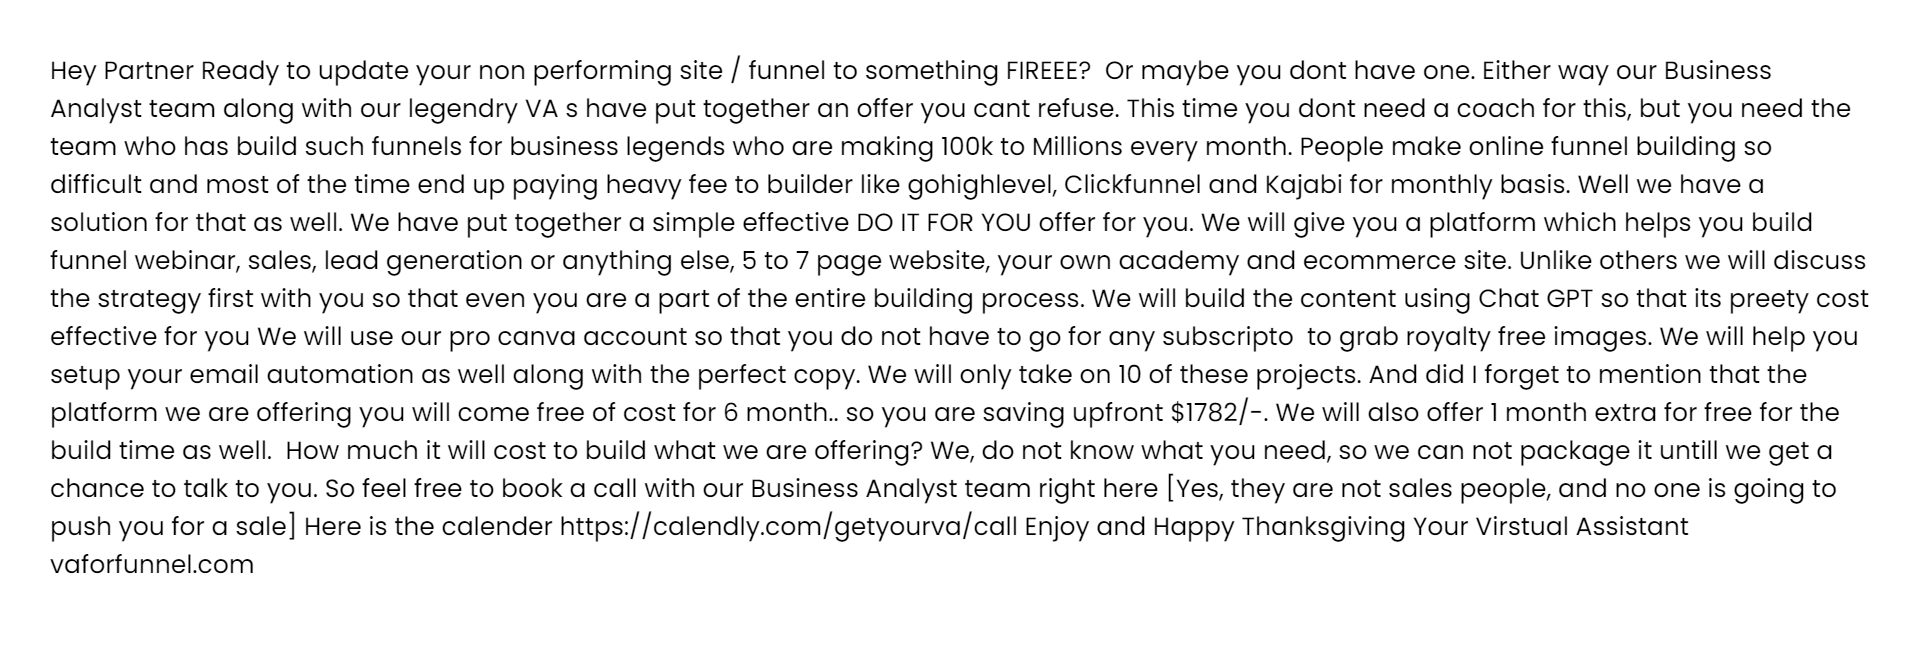 Hey Partner Ready to update your non performing site / funnel to something FIREEE?  Or maybe you dont have one. Either way our Business
Analyst team along with our legendry VA s have put together an offer you cant refuse. This time you dont need a coach for this, but you need the
team who has build such funnels for business legends who are making 100k to Millions every month. People make online funnel building so
difficult and most of the time end up paying heavy fee to builder like gohighlevel, Clickfunnel and Kajabi for monthly basis. Well we have a
solution for that as well. We have put together a simple effective DO IT FOR YOU offer for you. We will give you a platform which helps you build
funnel webinar, sales, lead generation or anything else, 5 to 7 page website, your own academy and ecommerce site. Unlike others we will discuss
the strategy first with you so that even you are a part of the entire building process. We will build the content using Chat GPT so that its preety cost
effective for you We will use our pro canva account so that you do not have to go for any subscripto  to grab royalty free images. We will help you
setup your email automation as well along with the perfect copy. We will only take on 10 of these projects. And did I forget to mention that the
platform we are offering you will come free of cost for 6 month.. so you are saving upfront $1782/-. We will also offer 1 month extra for free for the
build time as well.  How much it will cost to build what we are offering? We, do not know what you need, so we can not package it untill we get a
chance to talk to you. So feel free to book a call with our Business Analyst team right here [Yes, they are not sales people, and no one is going to
push you for a sale] Here is the calender https://calendly.com/getyourva/call Enjoy and Happy Thanksgiving Your Virstual Assistant
vaforfunnel.com